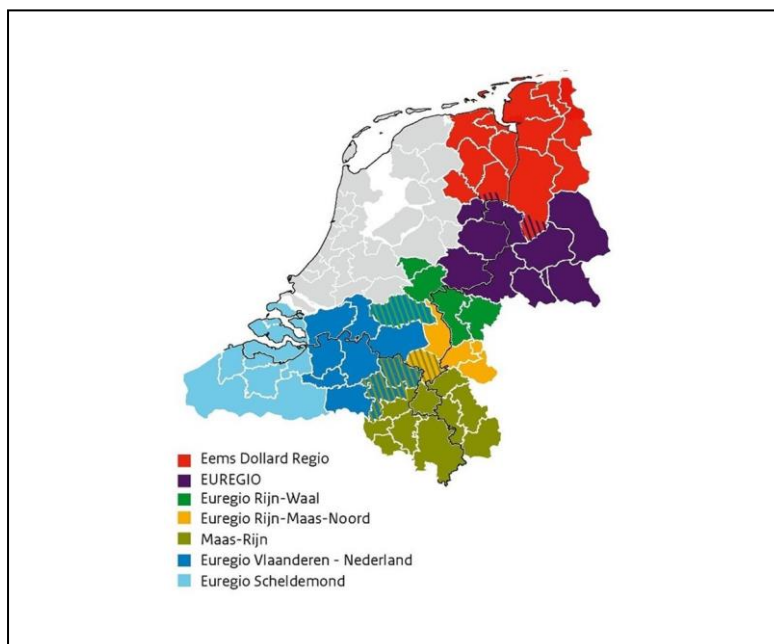 Eems Dollard Regio
EUREGIO
Euregio Rijn-Waal
Euregio Rijn-Maas-Noord
Maas-Rijn
Euregio Vlaanderen - Nederland
Euregio Scheldemond